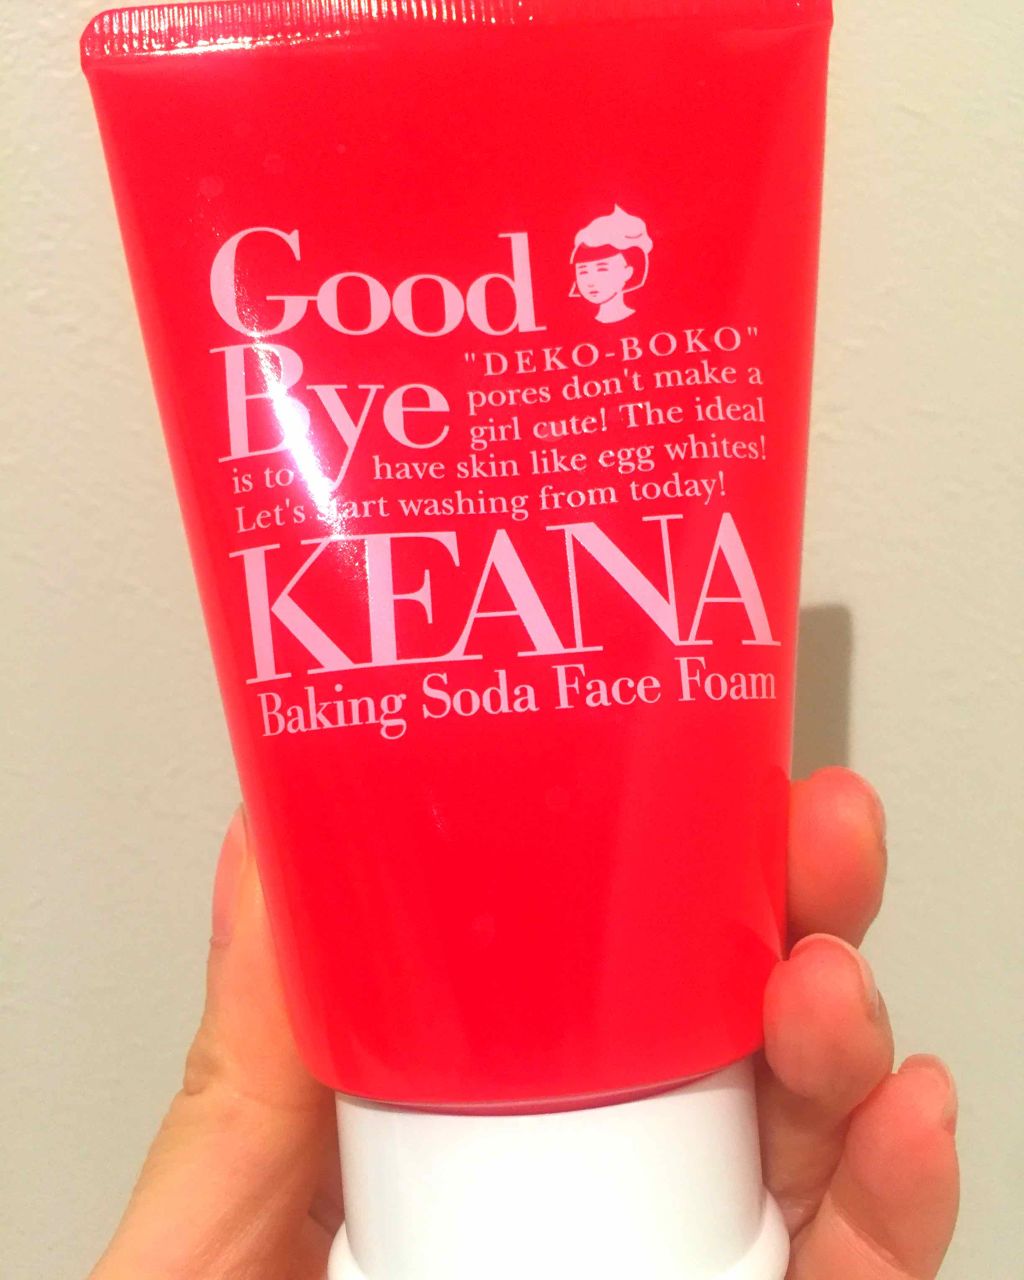 Good
Bye
"DEKO-BOKO"
pores don't make a
girl cute! The ideal
is to have skin like egg whites!
Let's start washing from today!
KEANA
Baking Soda Face Foam